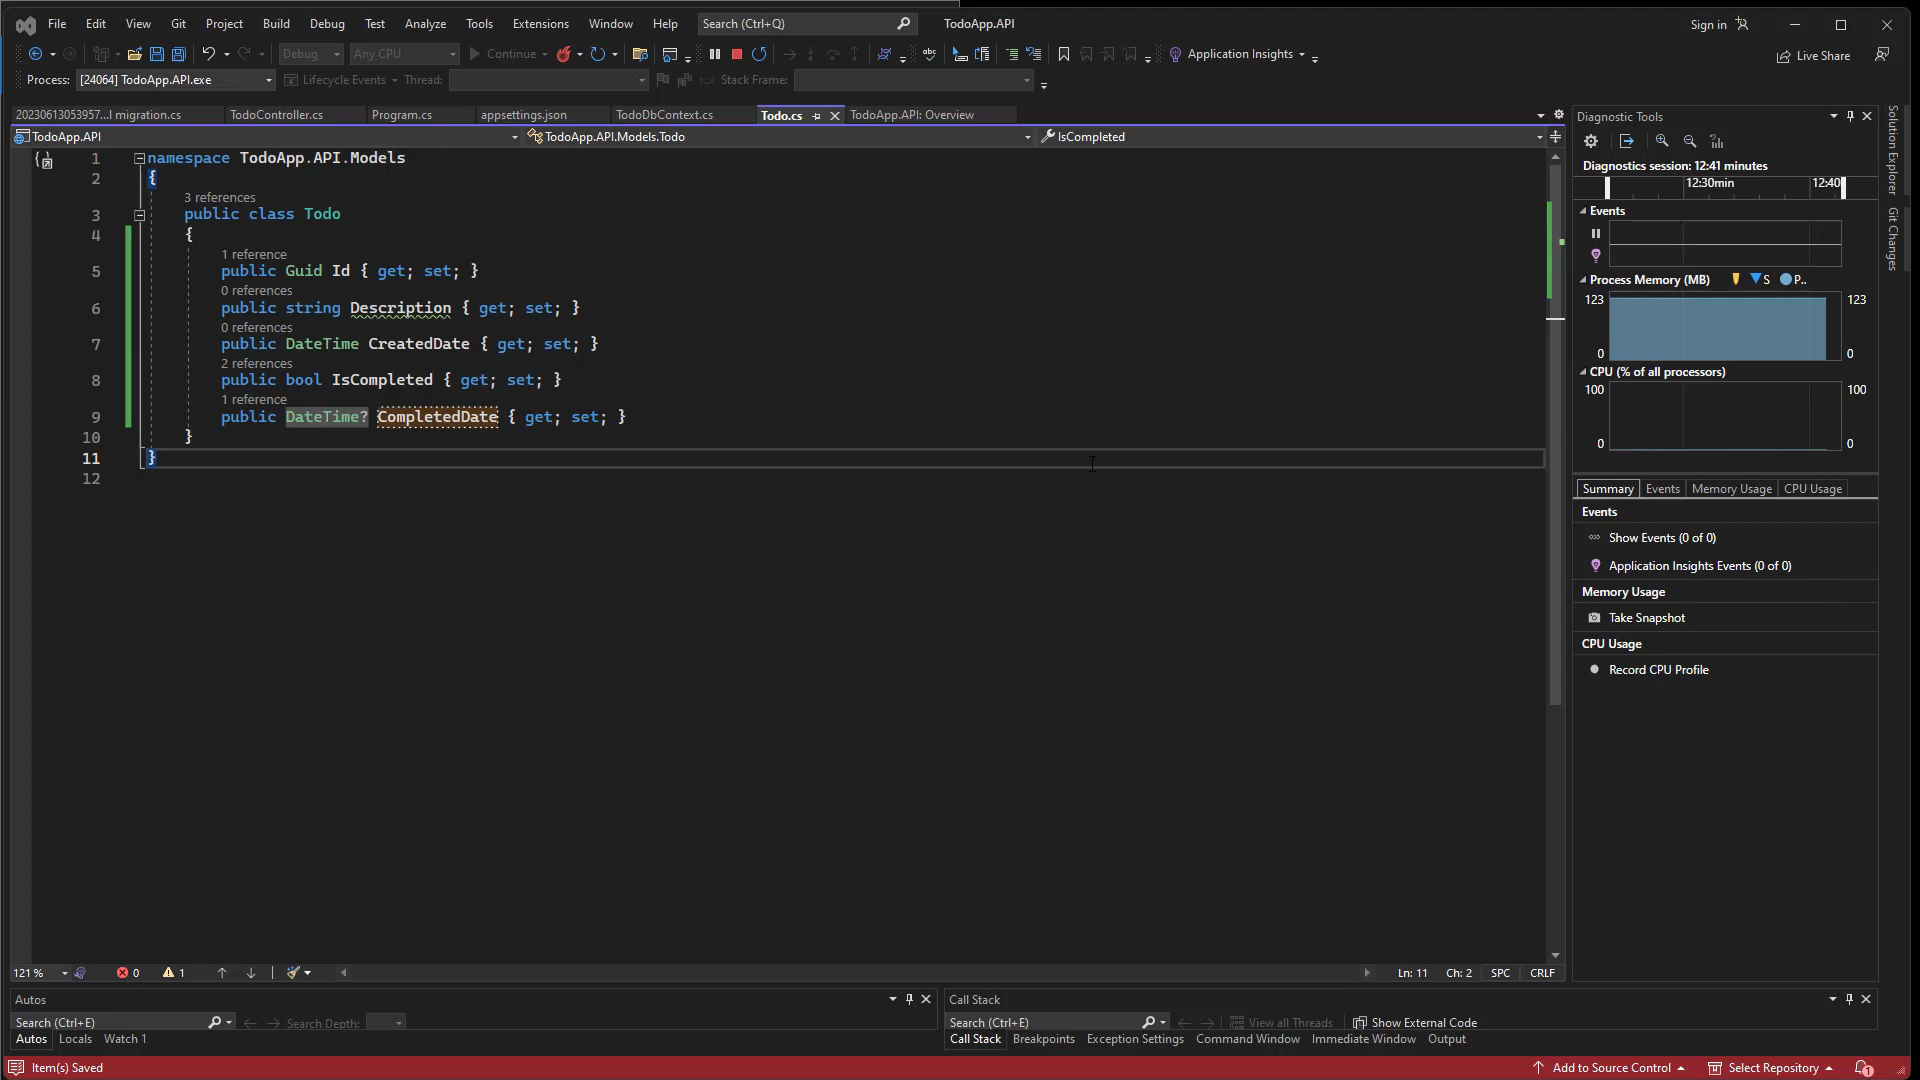 File Edit View Git Project Build Debug Test Analyze Tools Extensions Window Help Search (Ctrl+Q) TodoApp.API Sign in
Debug Any CPU Continue Application Insights Live Share
Process: [24064] TodoApp.API.exe Lifecycle Events Thread: Stack Frame:
20230613053957...l migration.cs TodoController.cs Program.cs appsettings.json TodoDbContext.cs Todo.cs TodoApp.API: Overview
TodoApp.API TodoApp.API.Models.Todo IsCompleted
1 namespace TodoApp.API.Models
2 {
3 references
3 public class Todo
4 {
1 reference
5 public Guid Id { get; set; }
0 references
6 public string Description { get; set; }
0 references
7 public DateTime CreatedDate { get; set; }
2 references
8 public bool IsCompleted { get; set; }
1 reference
9 public DateTime? CompletedDate { get; set; }
10 }
11 }
12
Diagnostic Tools
Diagnostics session: 12:41 minutes
12:30min 12:40
Events
Process Memory (MB) S P..
123 123
0 0
CPU (% of all processors)
100 100
0 0
Summary Events Memory Usage CPU Usage
Events
Show Events (0 of 0)
Application Insights Events (0 of 0)
Memory Usage
Take Snapshot
CPU Usage
Record CPU Profile
Solution Explorer
Git Changes
121 % 0 1 Ln: 11 Ch: 2 SPC CRLF
Autos
Search (Ctrl+E) Search Depth:
Autos Locals Watch 1
Call Stack
Search (Ctrl+E) View all Threads Show External Code
Call Stack Breakpoints Exception Settings Command Window Immediate Window Output
Item(s) Saved Add to Source Control Select Repository 1